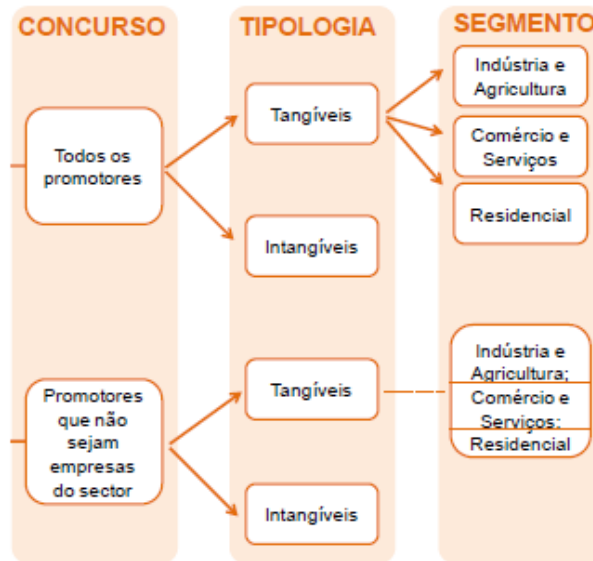 CONCURSO
TIPOLOGIA
SEGMENTO
Todos os
promotores
Tangíveis
Intangíveis
Indústria e
Agricultura
Comércio e
Serviços
Residencial
Promotores
que não
sejam
empresas
do sector
Tangíveis
Intangíveis
Indústria e
Agricultura;
Comércio e
Serviços;
Residencial